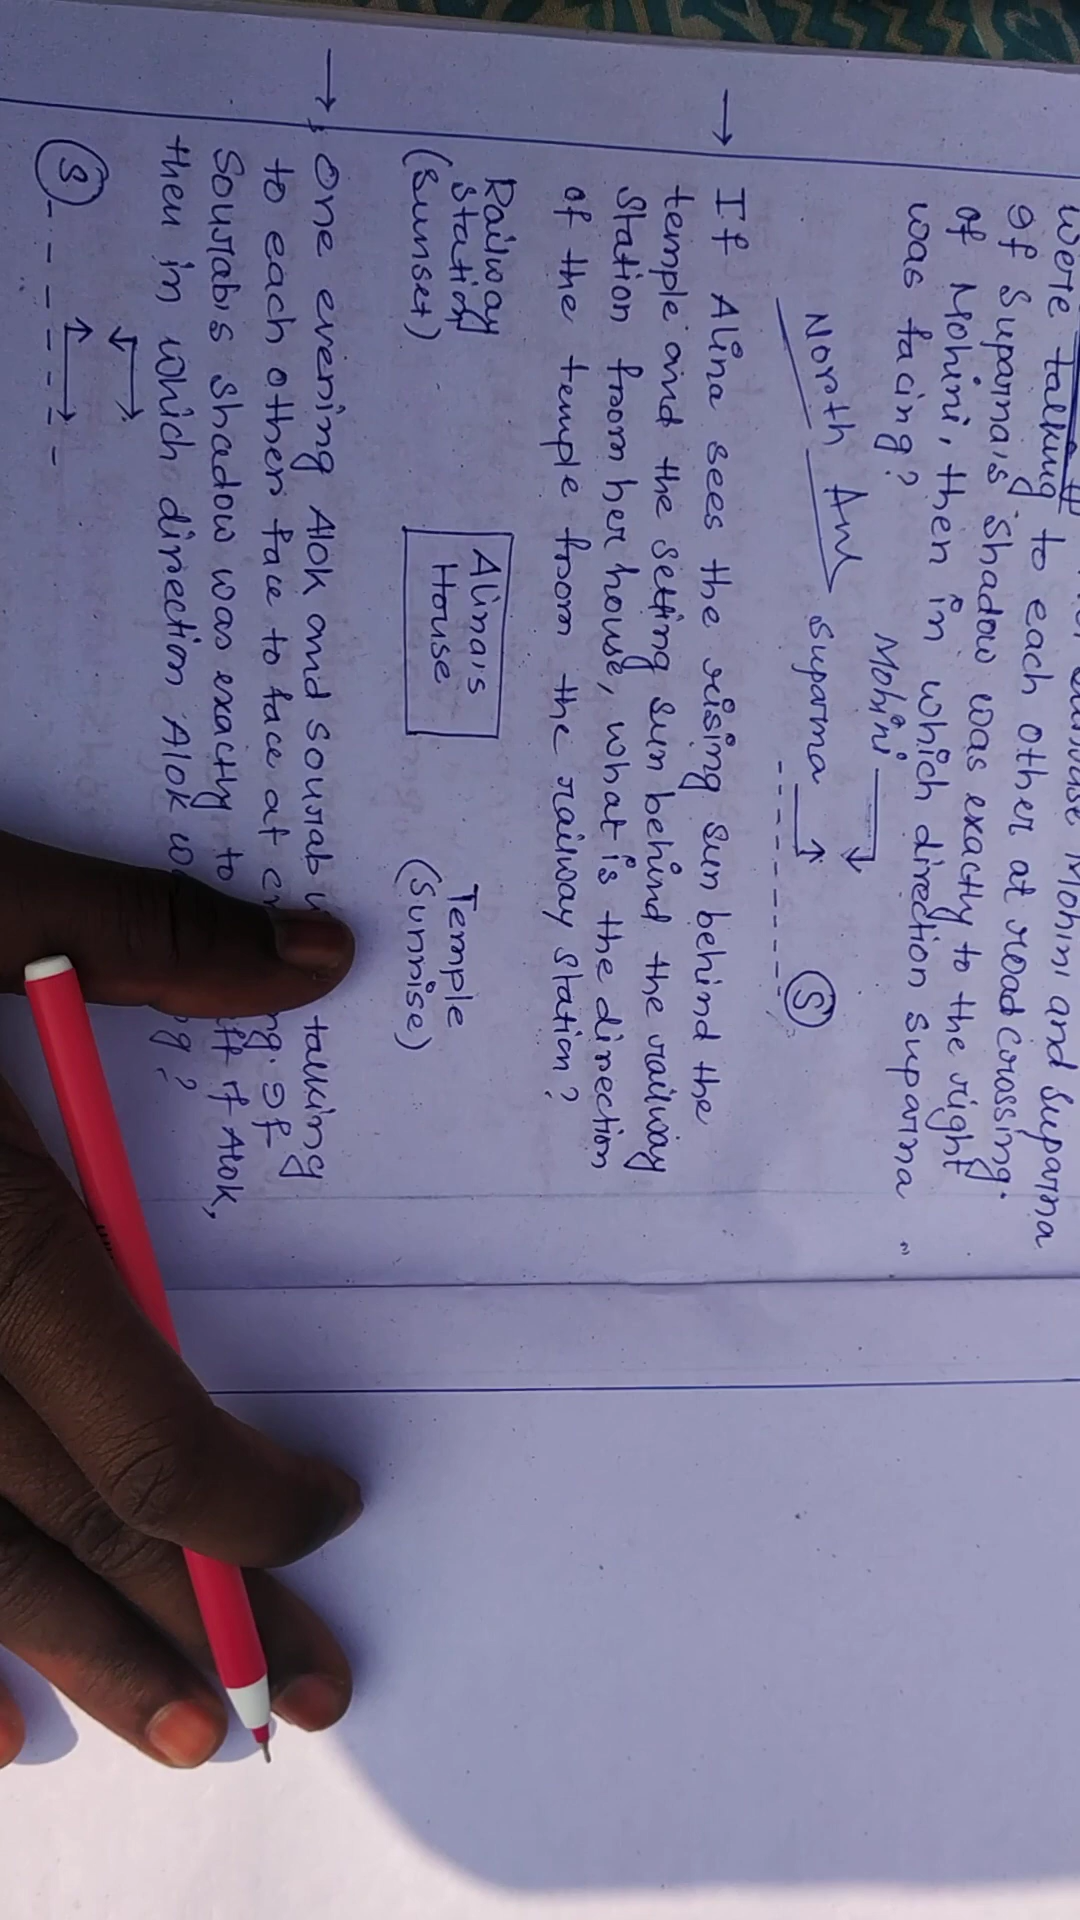 were talking to each other at road crossing.
If Suparna's Shadow was exactly to the right
of Mohini, then in which direction suparna
was facing?
Mohini
North Ans
Suparna
S
→ If Alina sees the rising sun behind the
temple and the setting sun behind the railway
Station from her house, what is the direction
of the temple from the railway station?
Railway
station
(sunset)
Alina's
House
Temple
(Sunrise)
→ One evening Alok and sourab talking
to each other face to face at If
Sourab's shadow was exactly to of Alok,
then in which direction Alok
S